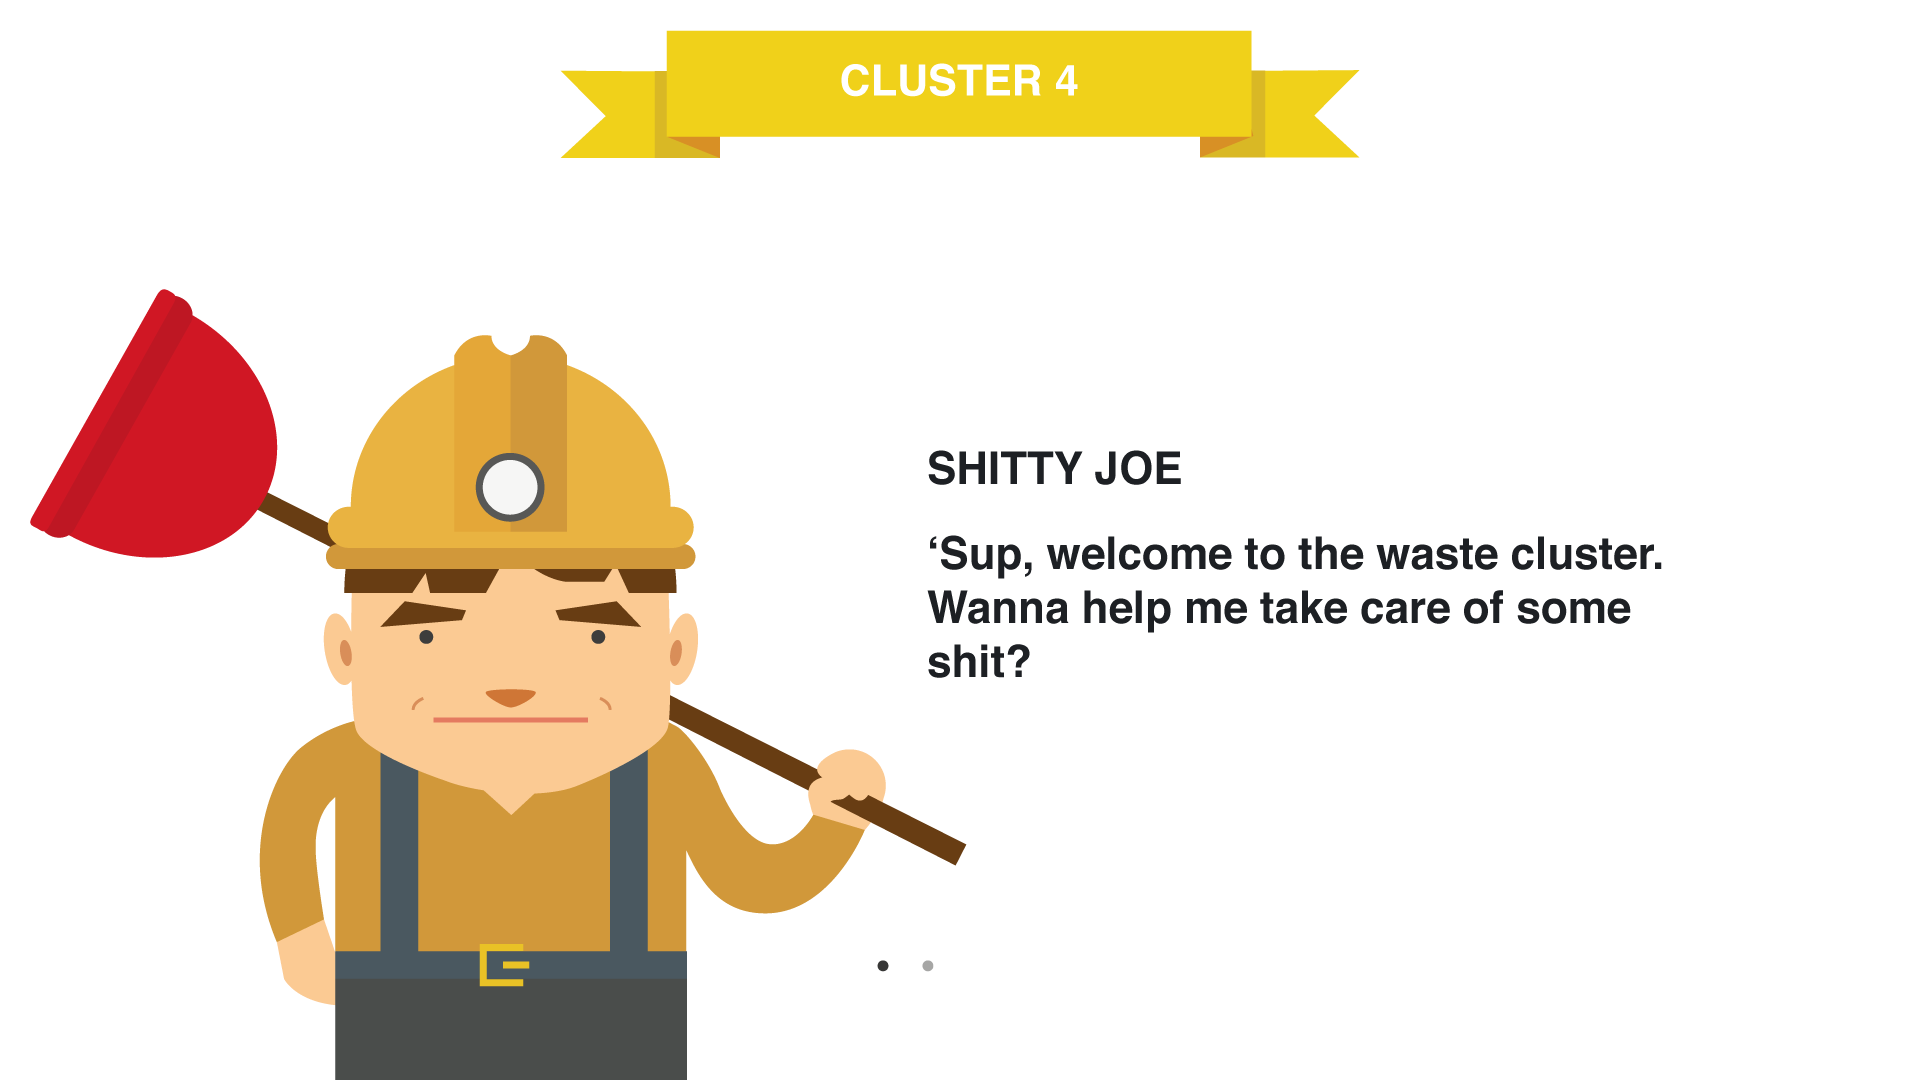 CLUSTER 4
SHITTY JOE
‘Sup, welcome to the waste cluster.
Wanna help me take care of some
shit?